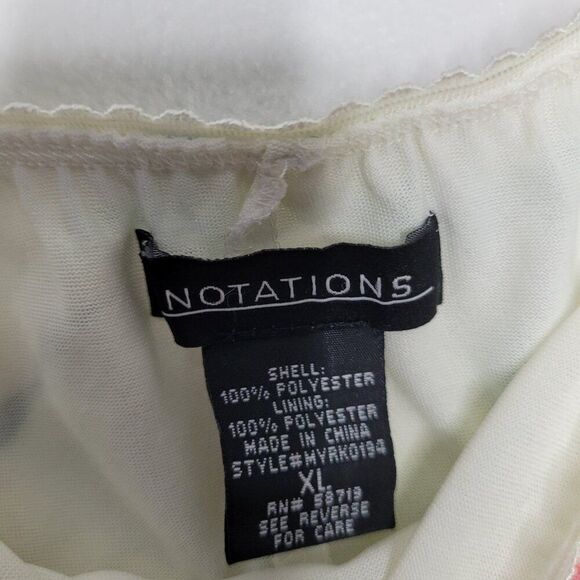 NOTATIONS
SHELL:
100% POLYESTER
LINING:
100% POLYESTER
MADE IN CHINA
STYLE#MYRK0194
XL
RN# 58719
SEE REVERSE
FOR CARE